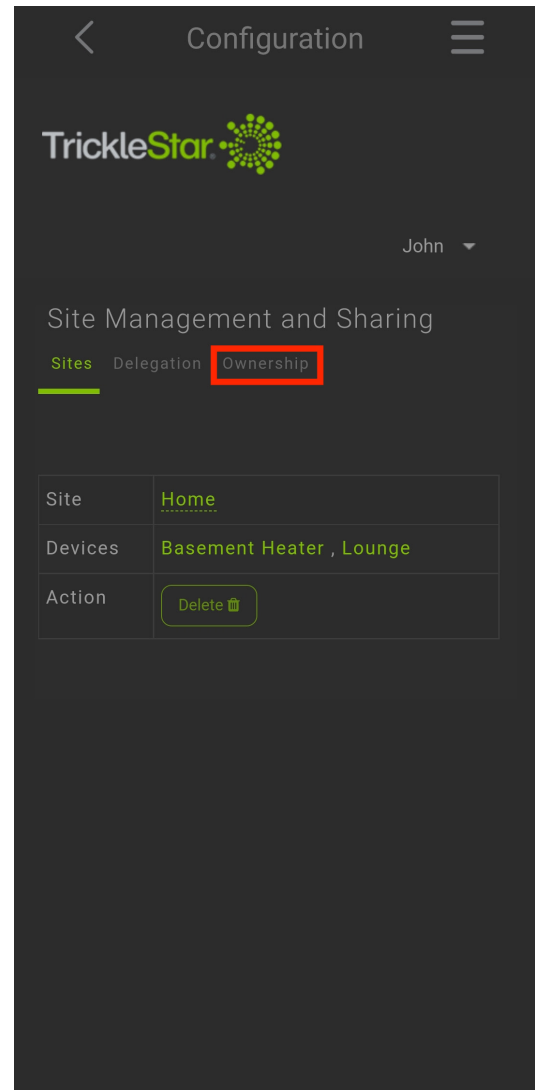 Configuration
TrickleStar.
John
Site Management and Sharing
Sites Delegation Ownership
Site Home
Devices Basement Heater , Lounge
Action Delete